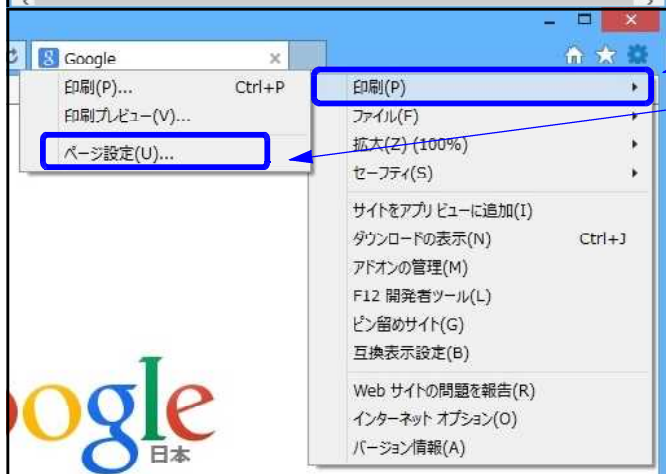 Google
印刷(P)... Ctrl+P
印刷プレビュー(V)...
ページ設定(U)...
印刷(P)
ファイル(F)
拡大(Z) (100%)
セーフティ(S)
サイトをアプリ ビューに追加(I)
ダウンロードの表示(N) Ctrl+J
アドオンの管理(M)
F12 開発者ツール(L)
ピン留めサイト(G)
互換表示設定(B)
Web サイトの問題を報告(R)
インターネット オプション(O)
バージョン情報(A)
ogle
日本